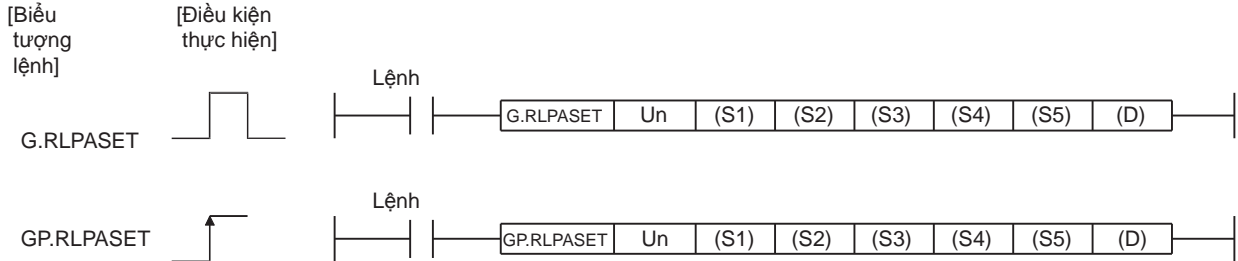 [Biểu
tượng
lệnh]
[Điều kiện
thực hiện]
Lệnh
G.RLPASET
G.RLPASET Un (S1) (S2) (S3) (S4) (S5) (D)
Lệnh
GP.RLPASET
GP.RLPASET Un (S1) (S2) (S3) (S4) (S5) (D)